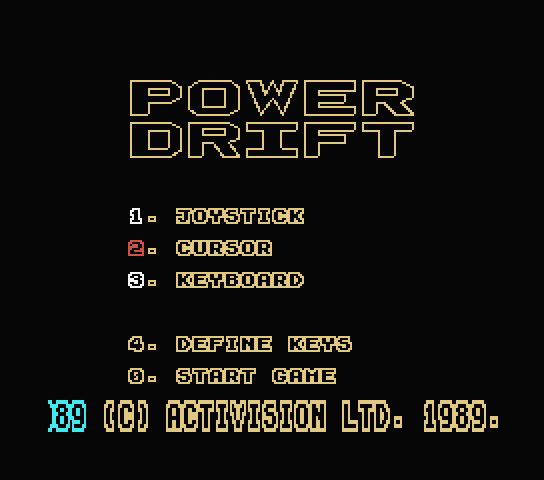 POWER
DRIFT
1. JOYSTICK
2. CURSOR
3. KEYBOARD
4. DEFINE KEYS
0. START GAME
89 (C) ACTIVISION LTD. 1989.